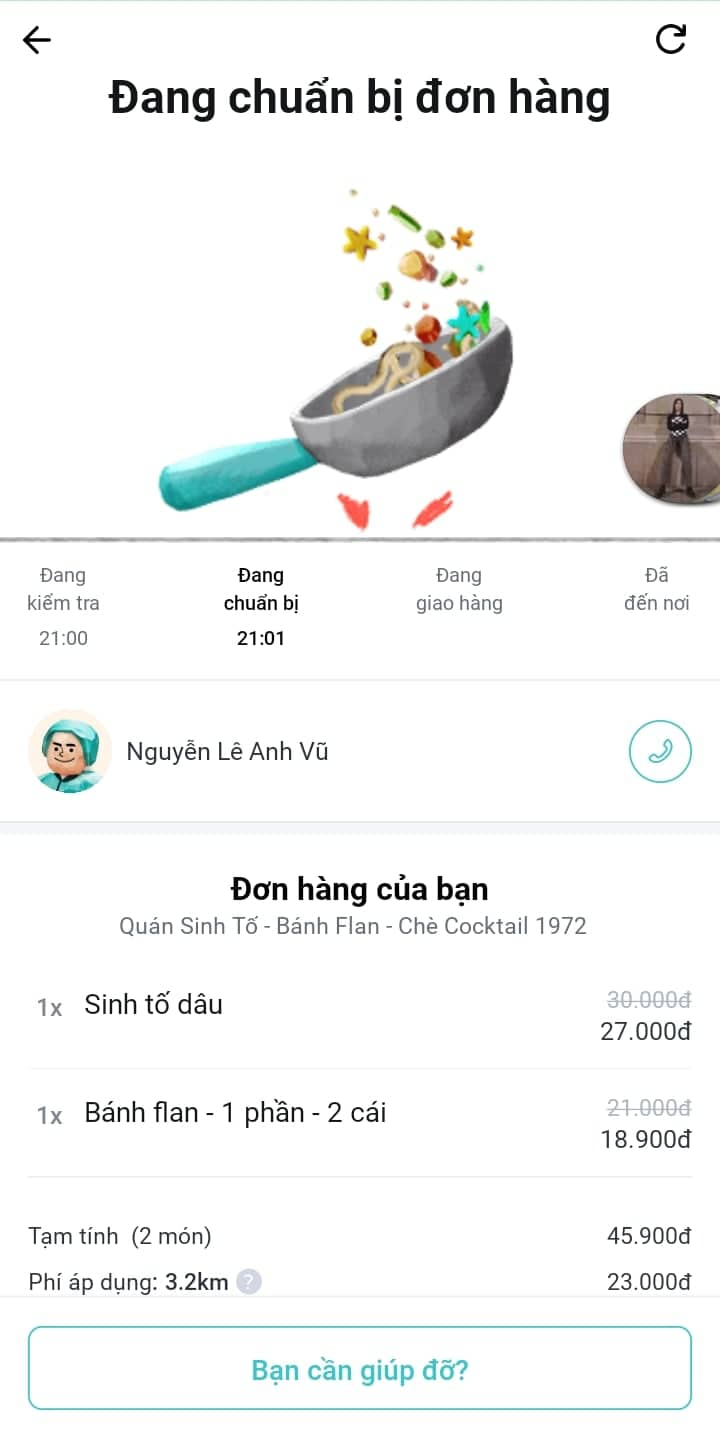 Đang chuẩn bị đơn hàng
Đang
kiểm tra
21:00
Đang
chuẩn bị
21:01
Đang
giao hàng
Đã
đến nơi
Nguyễn Lê Anh Vũ
Đơn hàng của bạn
Quán Sinh Tố - Bánh Flan - Chè Cocktail 1972
1x Sinh tố dâu 30.000đ
27.000đ
1x Bánh flan - 1 phần - 2 cái 21.000đ
18.900đ
Tạm tính (2 món) 45.900đ
Phí áp dụng: 3.2km ? 23.000đ
Bạn cần giúp đỡ?